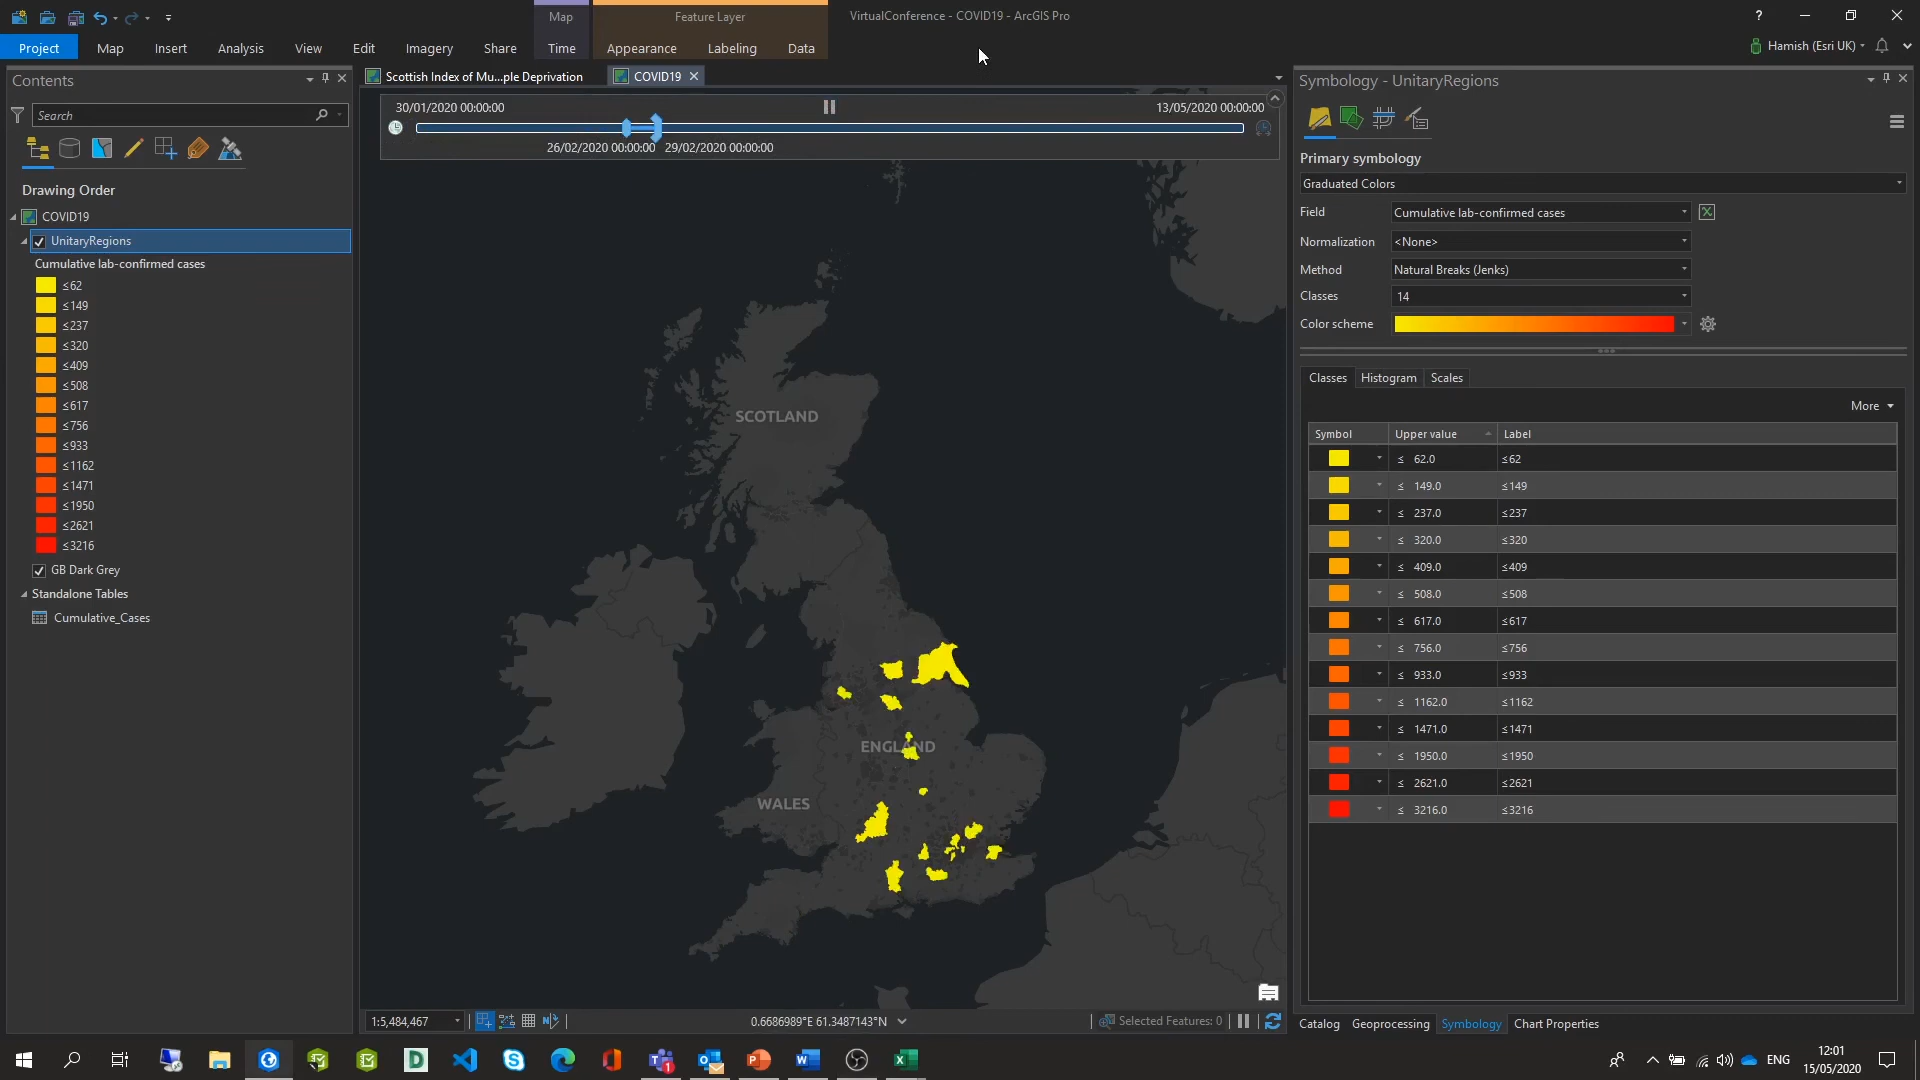 Map
Feature Layer
VirtualConference - COVID19 - ArcGIS Pro
?
Project
Map
Insert
Analysis
View
Edit
Imagery
Share
Time
Appearance
Labeling
Data
Hamish (Esri UK)
Contents
Search
Drawing Order
COVID19
UnitaryRegions
Cumulative lab-confirmed cases
≤62
≤149
≤237
≤320
≤409
≤508
≤617
≤756
≤933
≤1162
≤1471
≤1950
≤2621
≤3216
GB Dark Grey
Standalone Tables
Cumulative_Cases
Scottish Index of Mu...ple Deprivation
COVID19
30/01/2020 00:00:00
13/05/2020 00:00:00
26/02/2020 00:00:00 29/02/2020 00:00:00
SCOTLAND
ENGLAND
WALES
1:5,484,467
0.6686989°E 61.3487143°N
Selected Features: 0
Symbology - UnitaryRegions
Primary symbology
Graduated Colors
Field Cumulative lab-confirmed cases
Normalization <None>
Method Natural Breaks (Jenks)
Classes 14
Color scheme
Classes Histogram Scales
More
Symbol Upper value Label
≤ 62.0 ≤62
≤ 149.0 ≤149
≤ 237.0 ≤237
≤ 320.0 ≤320
≤ 409.0 ≤409
≤ 508.0 ≤508
≤ 617.0 ≤617
≤ 756.0 ≤756
≤ 933.0 ≤933
≤ 1162.0 ≤1162
≤ 1471.0 ≤1471
≤ 1950.0 ≤1950
≤ 2621.0 ≤2621
≤ 3216.0 ≤3216
Catalog Geoprocessing Symbology Chart Properties
ENG
12:01
15/05/2020